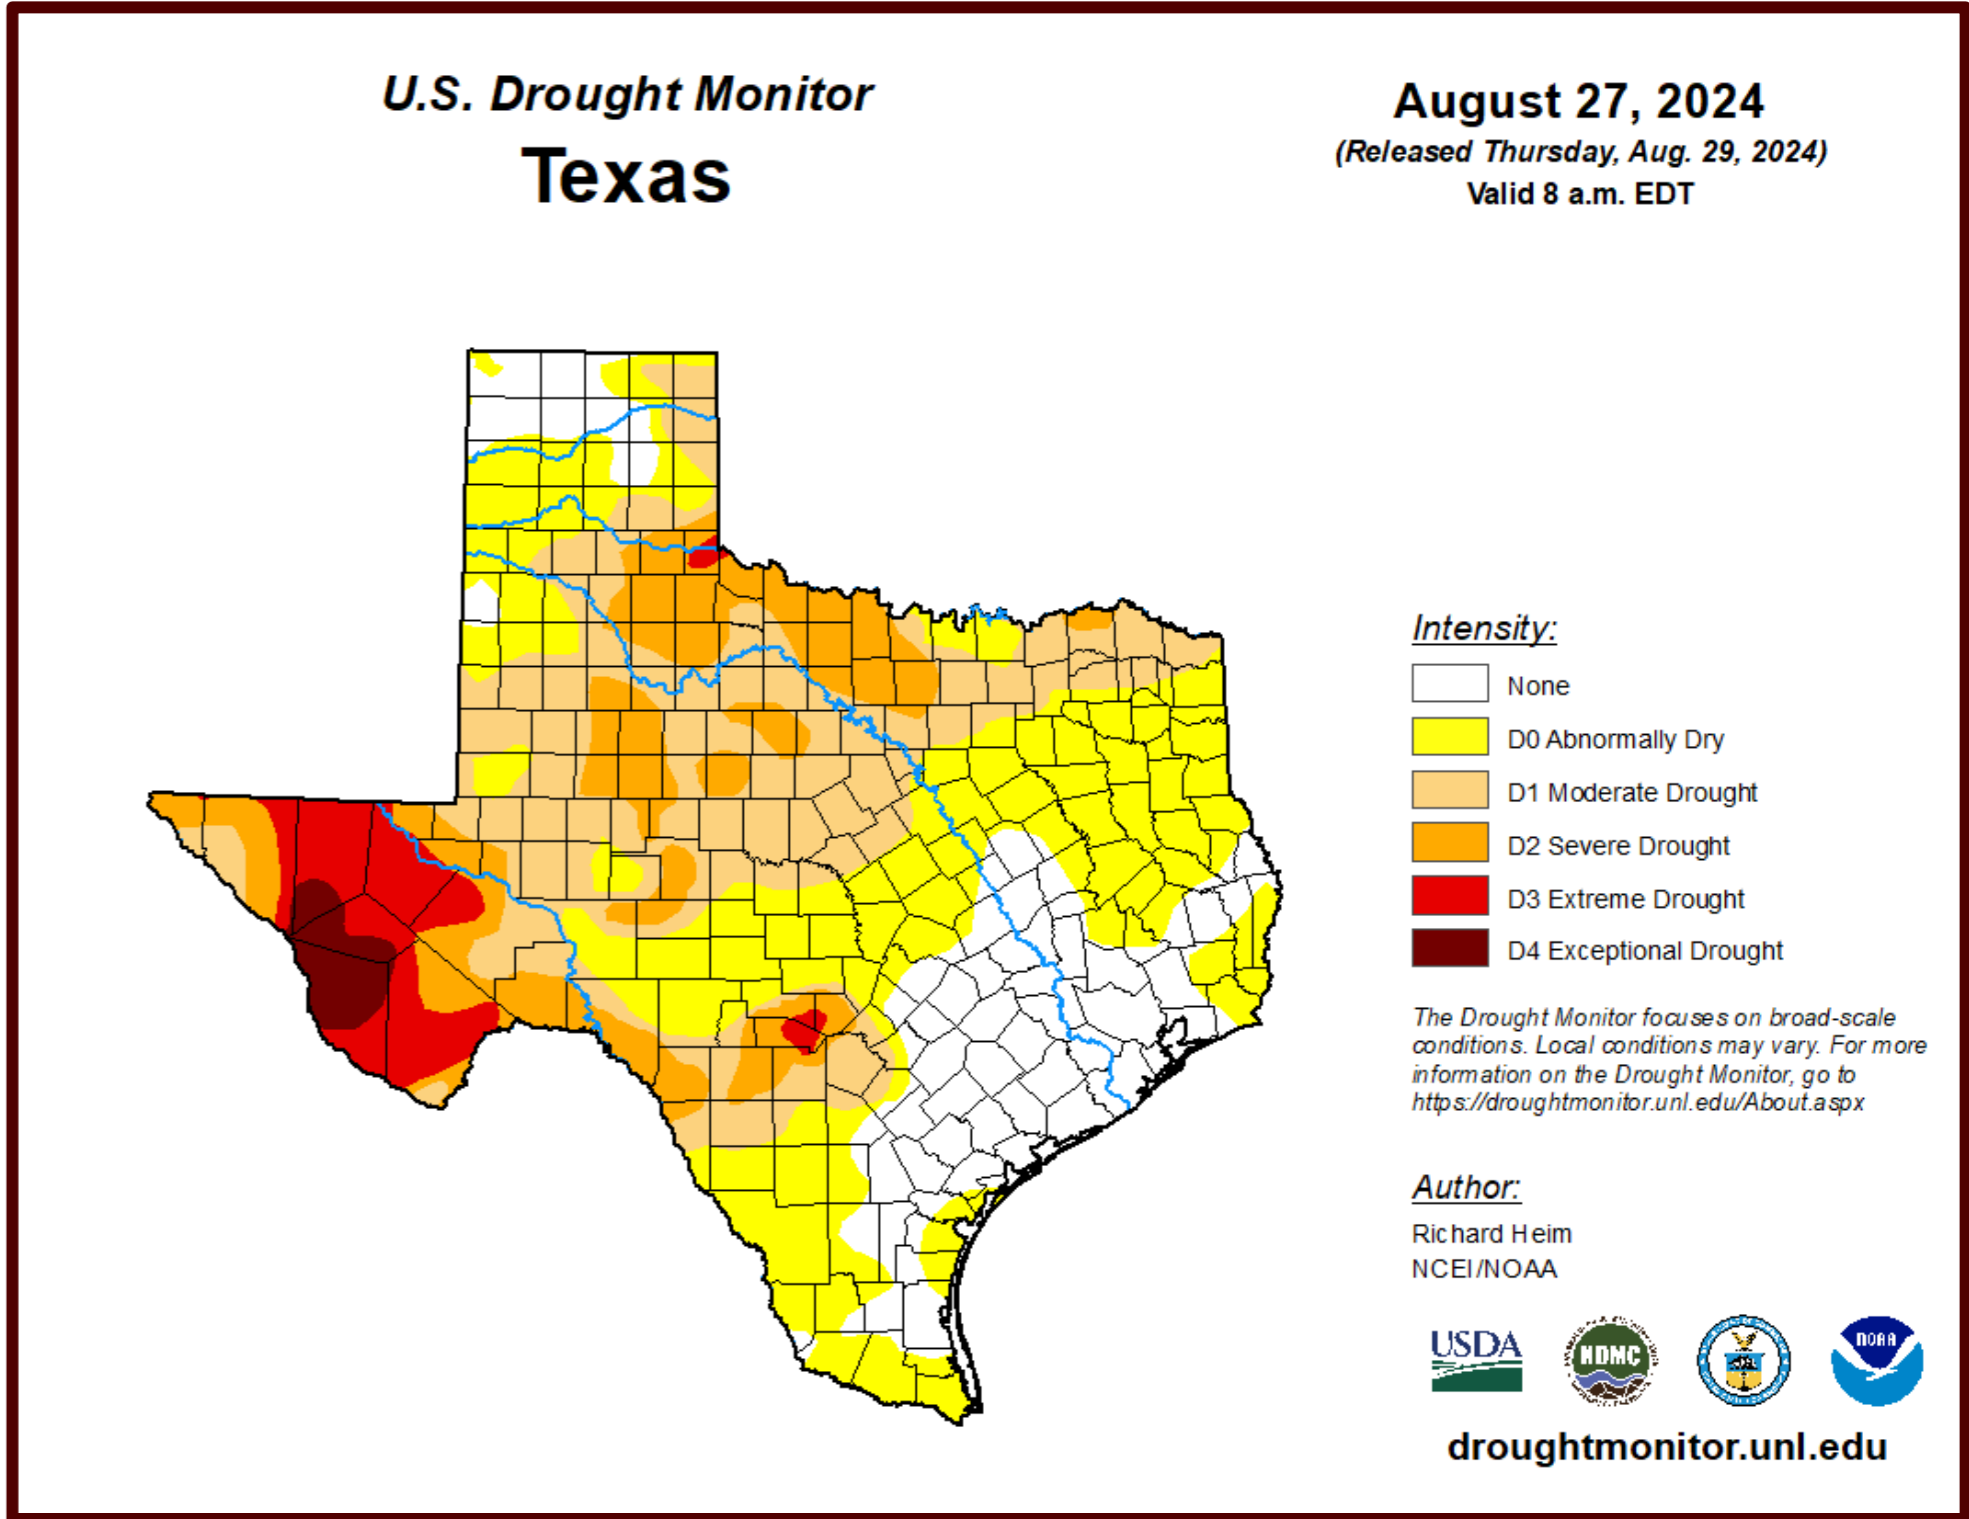 U.S. Drought Monitor
Texas
August 27, 2024
(Released Thursday, Aug. 29, 2024)
Valid 8 a.m. EDT
Intensity:
None
D0 Abnormally Dry
D1 Moderate Drought
D2 Severe Drought
D3 Extreme Drought
D4 Exceptional Drought
The Drought Monitor focuses on broad-scale
conditions. Local conditions may vary. For more
information on the Drought Monitor, go to
https://droughtmonitor.unl.edu/About.aspx
Author:
Richard Heim
NCEI/NOAA
USDA
NDMC
NOAA
droughtmonitor.unl.edu